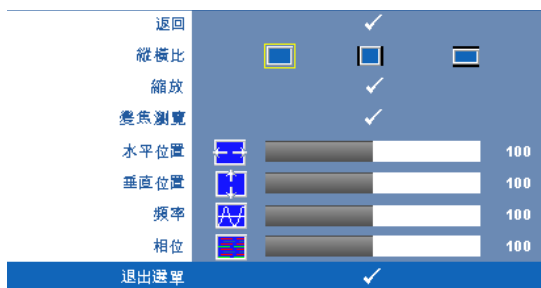 返回
縱橫比
縮放
變焦瀏覽
水平位置 100
垂直位置 100
頻率 100
相位 100
退出選單